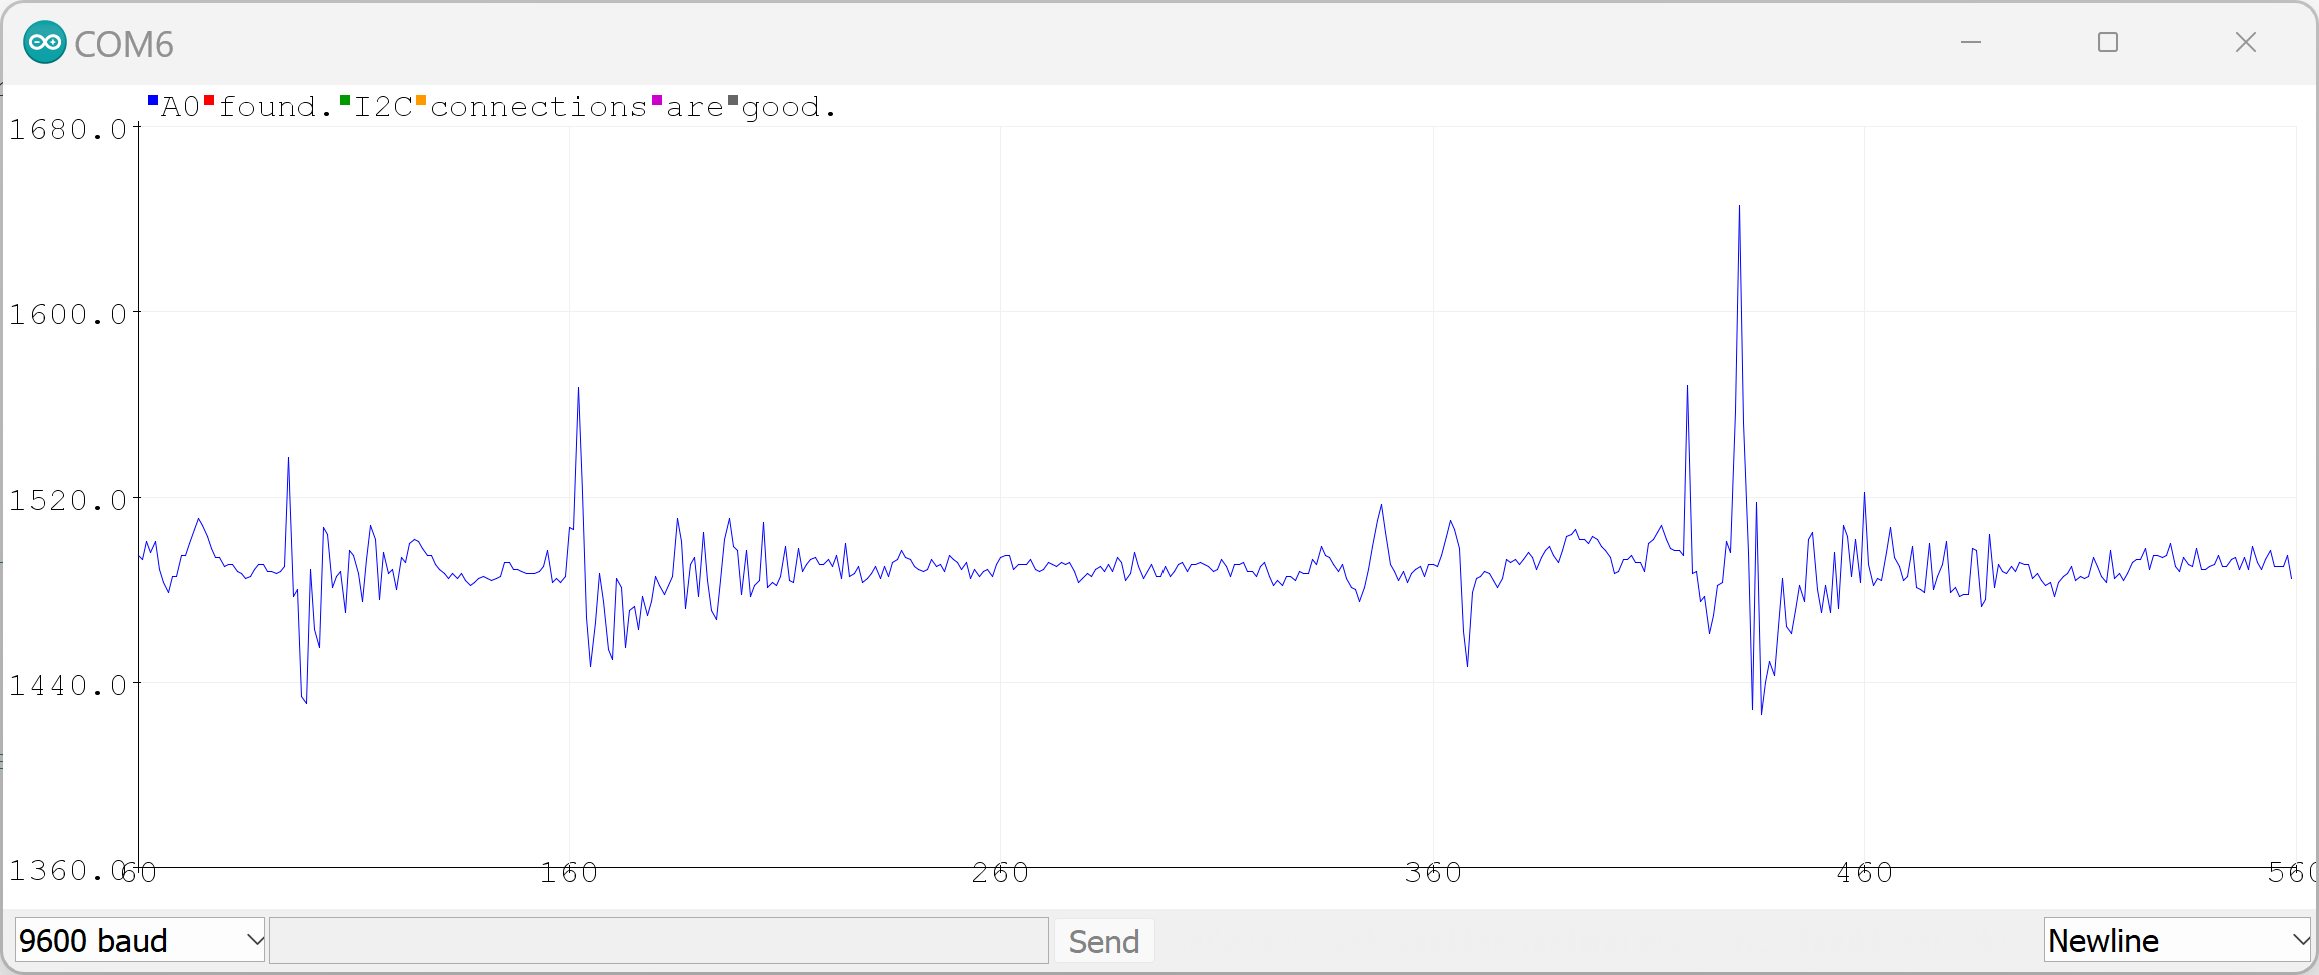 COM6
A0 found. I2C connections are good.
1680.0
1600.0
1520.0
1440.0
1360.0
60 160 260 360 460 560
9600 baud Send Newline